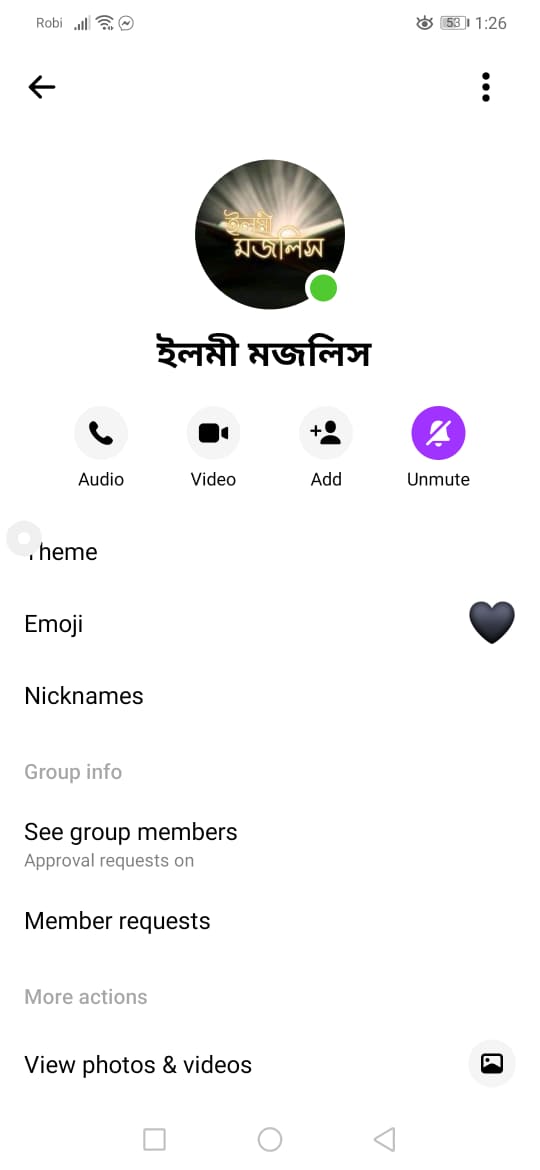 Robi 53 1:26
ইলমী
মজলিস
ইলমী মজলিস
Audio Video Add Unmute
Theme
Emoji
Nicknames
Group info
See group members
Approval requests on
Member requests
More actions
View photos & videos